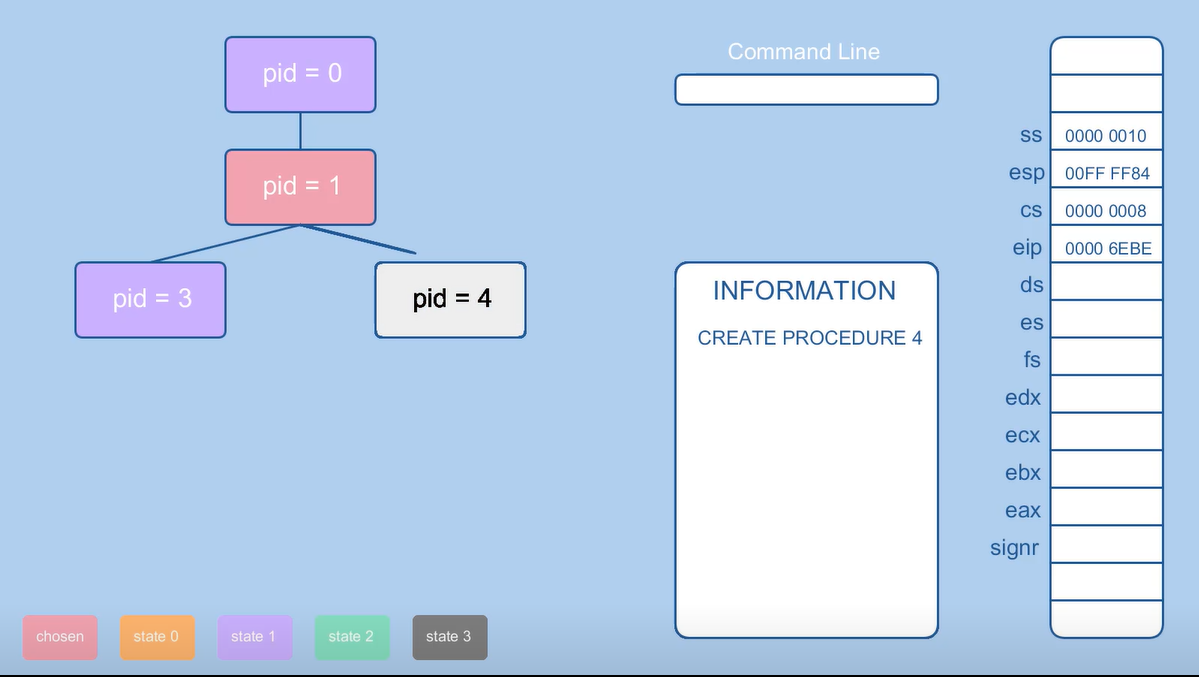 pid = 0
pid = 1
pid = 3
pid = 4
Command Line
INFORMATION
CREATE PROCEDURE 4
ss 0000 0010
esp 00FF FF84
cs 0000 0008
eip 0000 6EBE
ds
es
fs
edx
ecx
ebx
eax
signr
chosen
state 0
state 1
state 2
state 3